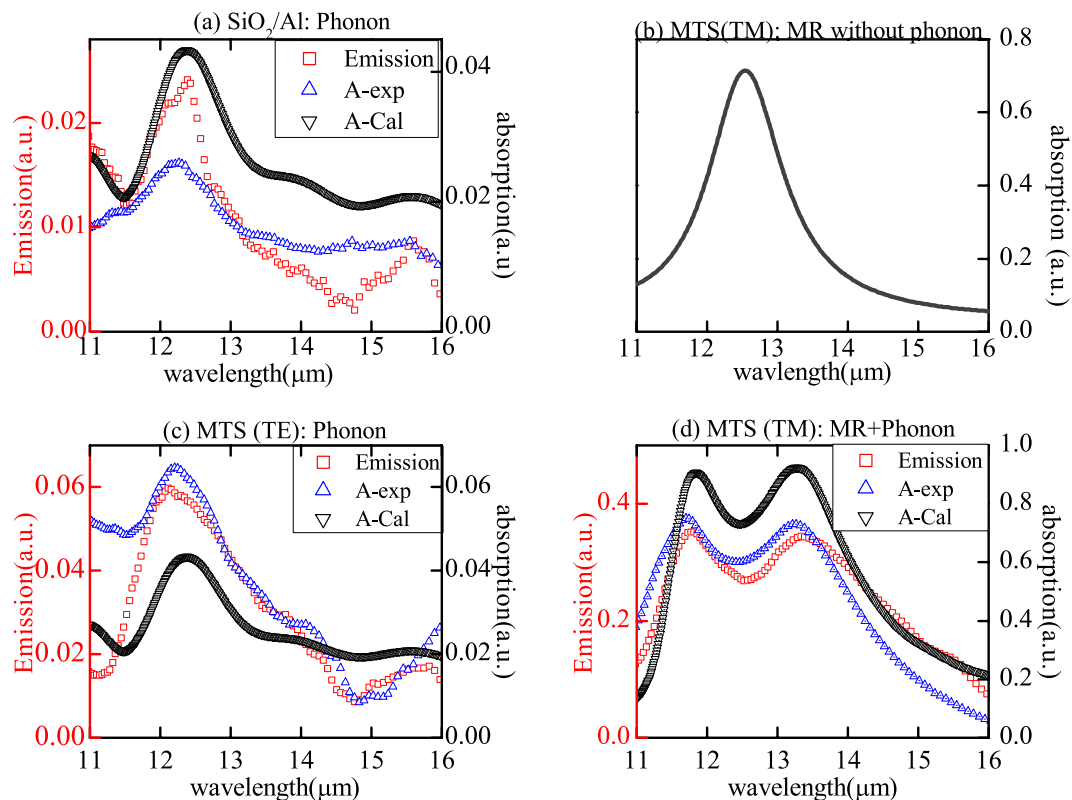 (a) SiO2/Al: Phonon
Emission
A-exp
A-Cal
0.02
0.01
0.00
Emission(a.u.)
0.04
0.02
0.00
absorption(a.u)
11 12 13 14 15 16
wavelength(μm)
(b) MTS(TM): MR without phonon
0.8
0.6
0.4
0.2
0.0
absorption (a.u.)
11 12 13 14 15 16
wavelength(μm)
(c) MTS (TE): Phonon
Emission
A-exp
A-Cal
0.06
0.04
0.02
0.00
Emission(a.u.)
0.06
0.04
0.02
0.00
absorption(a.u.)
11 12 13 14 15 16
wavelength(μm)
(d) MTS (TM): MR+Phonon
Emission
A-exp
A-Cal
0.4
0.2
0.0
Emission(a.u.)
1.0
0.8
0.6
0.4
0.2
0.0
absorption(a.u.)
11 12 13 14 15 16
wavelength(μm)